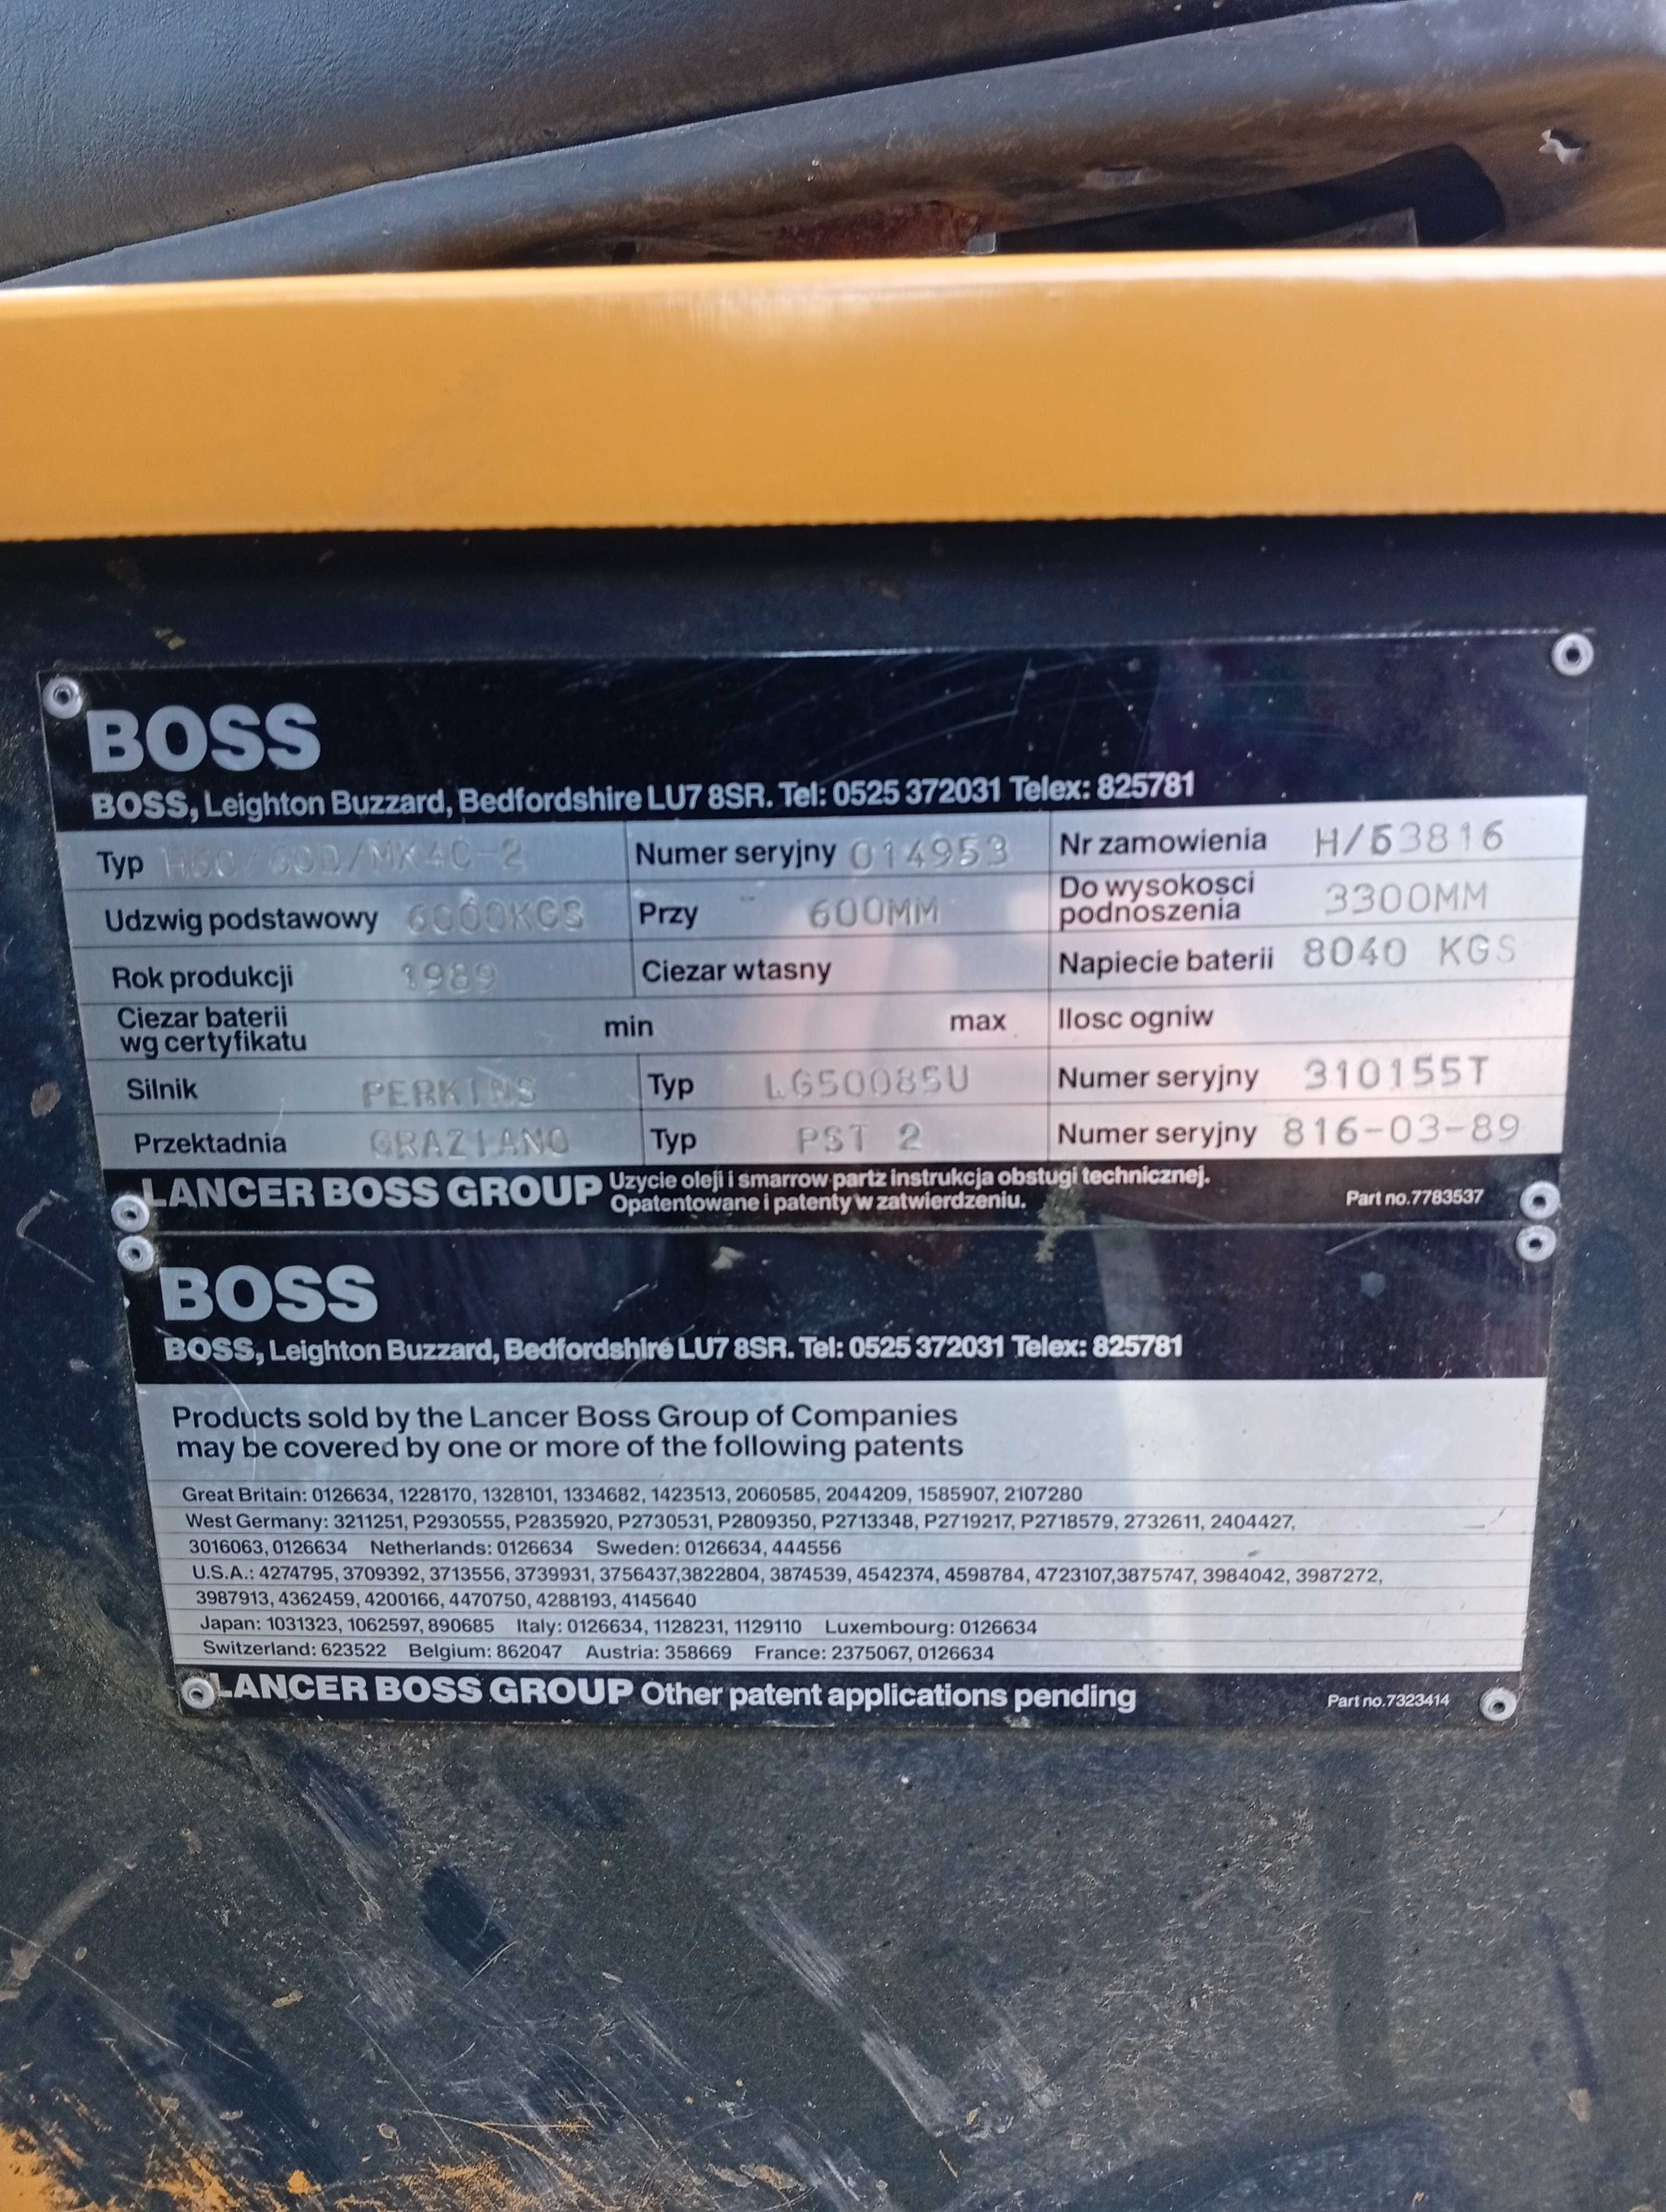 BOSS
BOSS, Leighton Buzzard, Bedfordshire LU7 8SR. Tel: 0525 372031 Telex: 825781
Typ H60/60D/MK4C-2 Numer seryjny 014953 Nr zamowienia H/53816
Udzwig podstawowy 6000KGS Przy 600MM Do wysokosci podnoszenia 3300MM
Rok produkcji 1989 Ciezar wtasny Napiecie baterii 8040 KGS
Ciezar baterii wg certyfikatu min max Ilosc ogniw
Silnik PERKINS Typ LG50085U Numer seryjny 310155T
Przektadnia GRAZIANO Typ PST 2 Numer seryjny 816-03-89
LANCER BOSS GROUP Uzycie oleji i smarrow partz instrukcja obstugi technicznej.
Opatentowane i patenty w zatwierdzeniu. Part no.7783537
BOSS
BOSS, Leighton Buzzard, Bedfordshire LU7 8SR. Tel: 0525 372031 Telex: 825781
Products sold by the Lancer Boss Group of Companies
may be covered by one or more of the following patents
Great Britain: 0126634, 1228170, 1328101, 1334682, 1423513, 2060585, 2044209, 1585907, 2107280
West Germany: 3211251, P2930555, P2835920, P2730531, P2809350, P2713348, P2719217, P2718579, 2732611, 2404427,
3016063, 0126634 Netherlands: 0126634 Sweden: 0126634, 444556
U.S.A.: 4274795, 3709392, 3713556, 3739931, 3756437,3822804, 3874539, 4542374, 4598784, 4723107,3875747, 3984042, 3987272,
3987913, 4362459, 4200166, 4470750, 4288193, 4145640
Japan: 1031323, 1062597, 890685 Italy: 0126634, 1128231, 1129110 Luxembourg: 0126634
Switzerland: 623522 Belgium: 862047 Austria: 358669 France: 2375067, 0126634
LANCER BOSS GROUP Other patent applications pending Part no.7323414